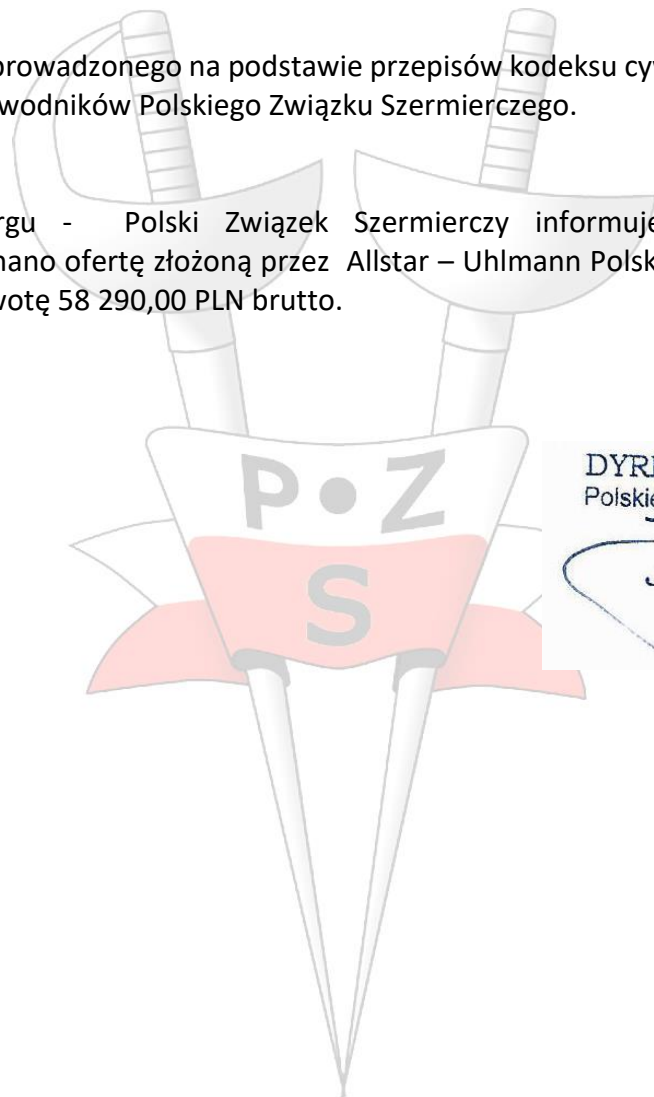 prowadzonego na podstawie przepisów kodeksu cyw
wodników Polskiego Związku Szermierczego.
rgu - Polski Związek Szermierczy informuje
nano ofertę złożoną przez Allstar – Uhlmann Polsk
wotę 58 290,00 PLN brutto.
DYR
Polskie
P•Z
S